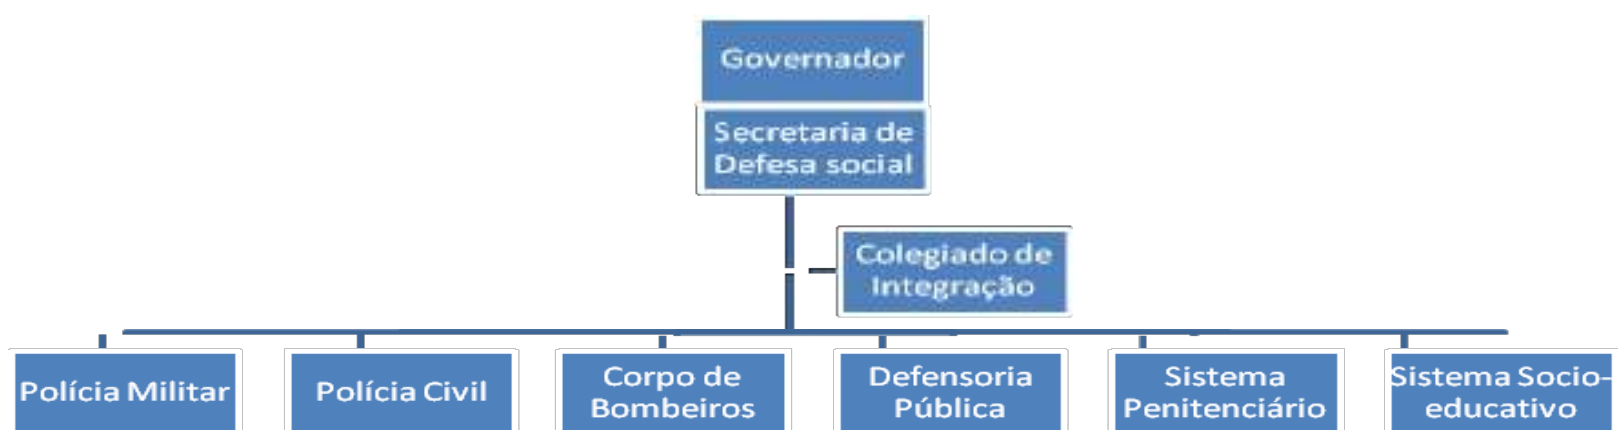 Governador
Secretaria de
Defesa social
Colegiado de
Integração
Polícia Militar
Polícia Civil
Corpo de
Bombeiros
Defensoria
Pública
Sistema
Penitenciário
Sistema Socio-
educativo